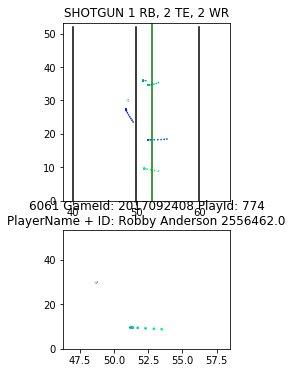 SHOTGUN 1 RB, 2 TE, 2 WR
50
40
30
20
10
0
40 50 60
6061 GameId: 2017092408 PlayId: 774
PlayerName + ID: Robby Anderson 2556462.0
40
20
0
47.5 50.0 52.5 55.0 57.5